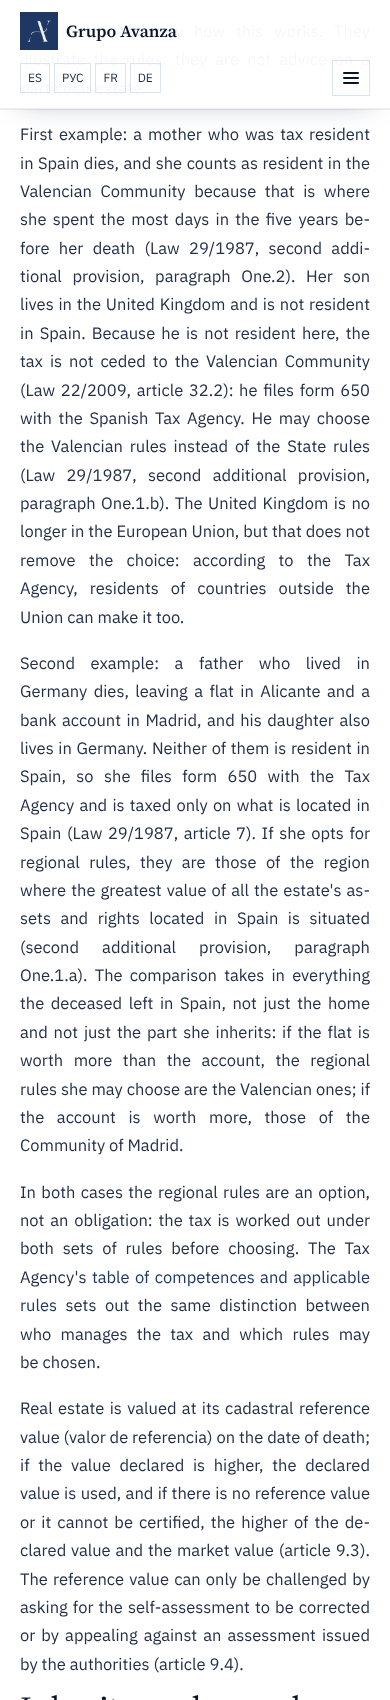 Grupo Avanza
how this works. They
illustrate the rules: they are not advice on a
ES РУС FR DE
First example: a mother who was tax resident
in Spain dies, and she counts as resident in the
Valencian Community because that is where
she spent the most days in the five years be-
fore her death (Law 29/1987, second addi-
tional provision, paragraph One.2). Her son
lives in the United Kingdom and is not resident
in Spain. Because he is not resident here, the
tax is not ceded to the Valencian Community
(Law 22/2009, article 32.2): he files form 650
with the Spanish Tax Agency. He may choose
the Valencian rules instead of the State rules
(Law 29/1987, second additional provision,
paragraph One.1.b). The United Kingdom is no
longer in the European Union, but that does not
remove the choice: according to the Tax
Agency, residents of countries outside the
Union can make it too.
Second example: a father who lived in
Germany dies, leaving a flat in Alicante and a
bank account in Madrid, and his daughter also
lives in Germany. Neither of them is resident in
Spain, so she files form 650 with the Tax
Agency and is taxed only on what is located in
Spain (Law 29/1987, article 7). If she opts for
regional rules, they are those of the region
where the greatest value of all the estate's as-
sets and rights located in Spain is situated
(second additional provision, paragraph
One.1.a). The comparison takes in everything
the deceased left in Spain, not just the home
and not just the part she inherits: if the flat is
worth more than the account, the regional
rules she may choose are the Valencian ones; if
the account is worth more, those of the
Community of Madrid.
In both cases the regional rules are an option,
not an obligation: the tax is worked out under
both sets of rules before choosing. The Tax
Agency's table of competences and applicable
rules sets out the same distinction between
who manages the tax and which rules may
be chosen.
Real estate is valued at its cadastral reference
value (valor de referencia) on the date of death;
if the value declared is higher, the declared
value is used, and if there is no reference value
or it cannot be certified, the higher of the de-
clared value and the market value (article 9.3).
The reference value can only be challenged by
asking for the self-assessment to be corrected
or by appealing against an assessment issued
by the authorities (article 9.4).